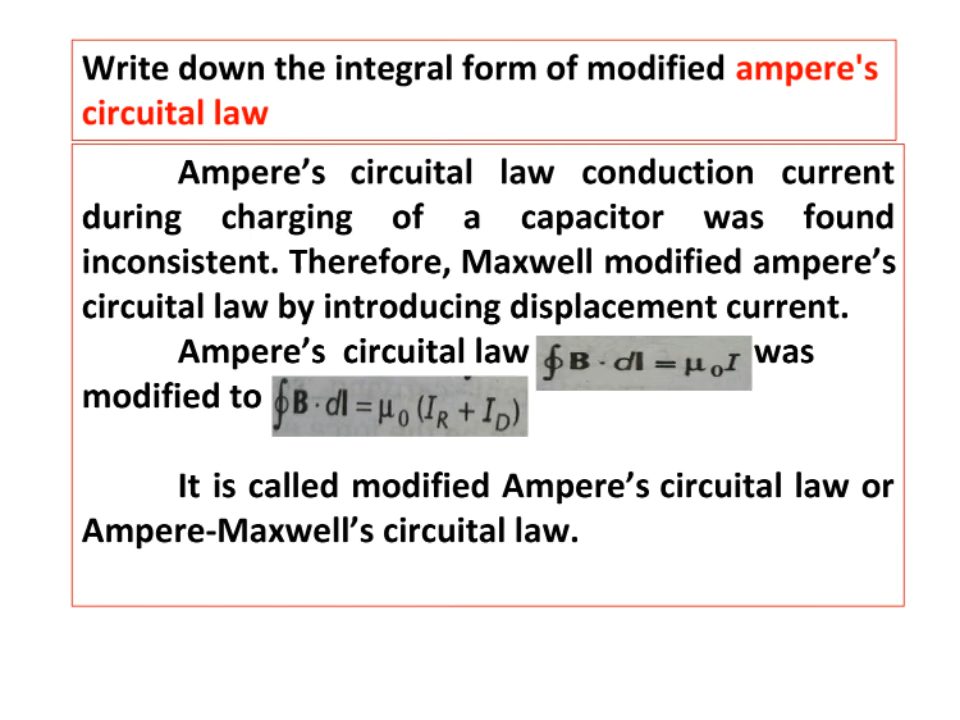 Write down the integral form of modified ampere's
circuital law
Ampere’s circuital law conduction current
during charging of a capacitor was found
inconsistent. Therefore, Maxwell modified ampere’s
circuital law by introducing displacement current.
Ampere’s circuital law ∮ B · dl = μ₀I was
modified to ∮B · dl = μ₀ (I_R + I_D)
It is called modified Ampere’s circuital law or
Ampere-Maxwell’s circuital law.